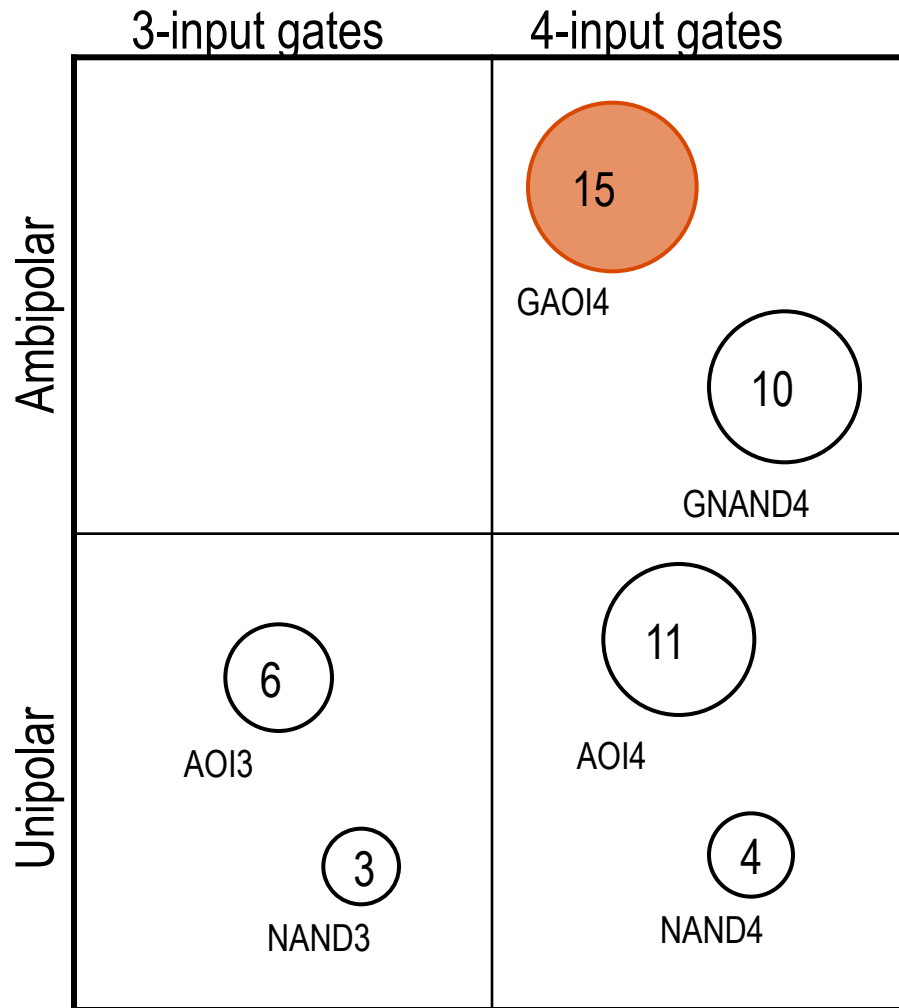 3-input gates
4-input gates
Ambipolar
15
GAOI4
10
GNAND4
Unipolar
6
AOI3
3
NAND3
11
AOI4
4
NAND4